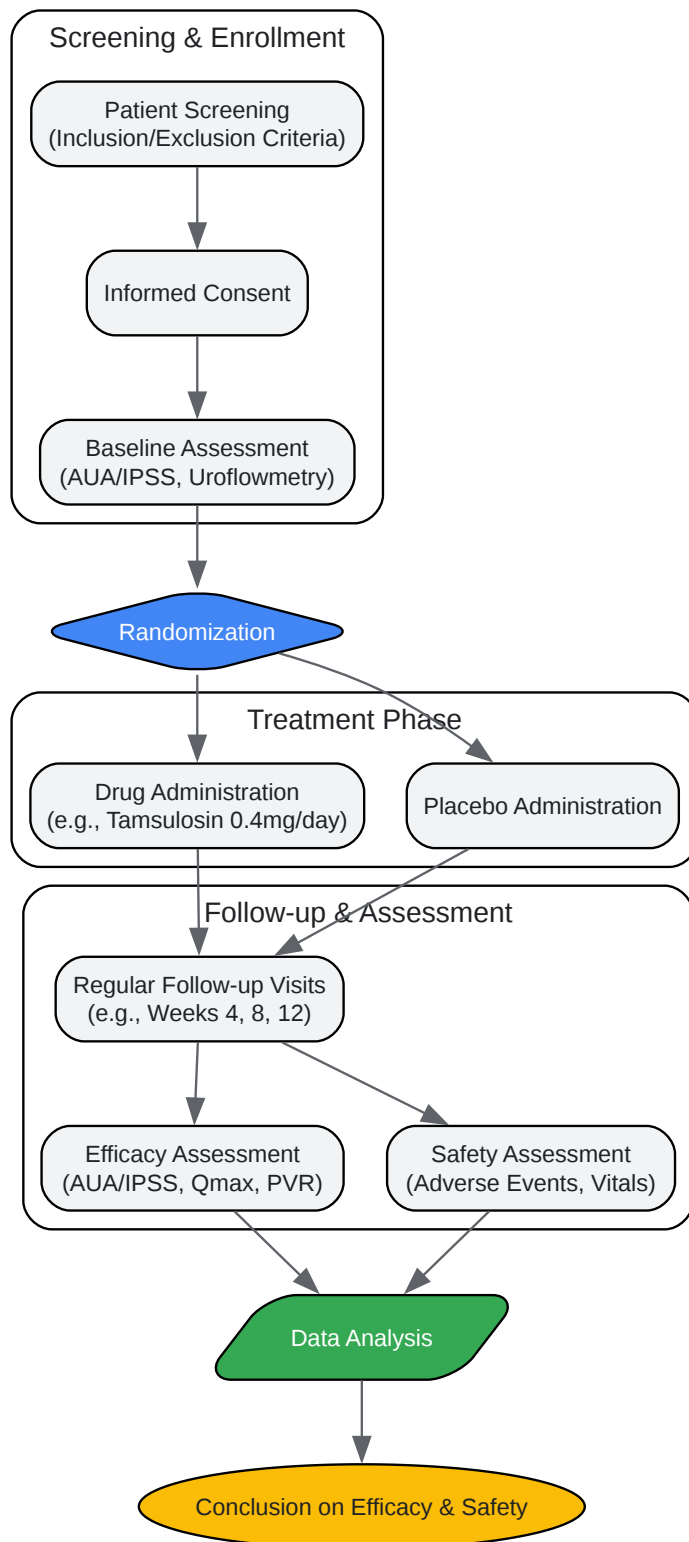 Screening & Enrollment
Patient Screening
(Inclusion/Exclusion Criteria)
Informed Consent
Baseline Assessment
(AUA/IPSS, Uroflowmetry)
Randomization
Treatment Phase
Drug Administration
(e.g., Tamsulosin 0.4mg/day)
Placebo Administration
Follow-up & Assessment
Regular Follow-up Visits
(e.g., Weeks 4, 8, 12)
Efficacy Assessment
(AUA/IPSS, Qmax, PVR)
Safety Assessment
(Adverse Events, Vitals)
Data Analysis
Conclusion on Efficacy & Safety